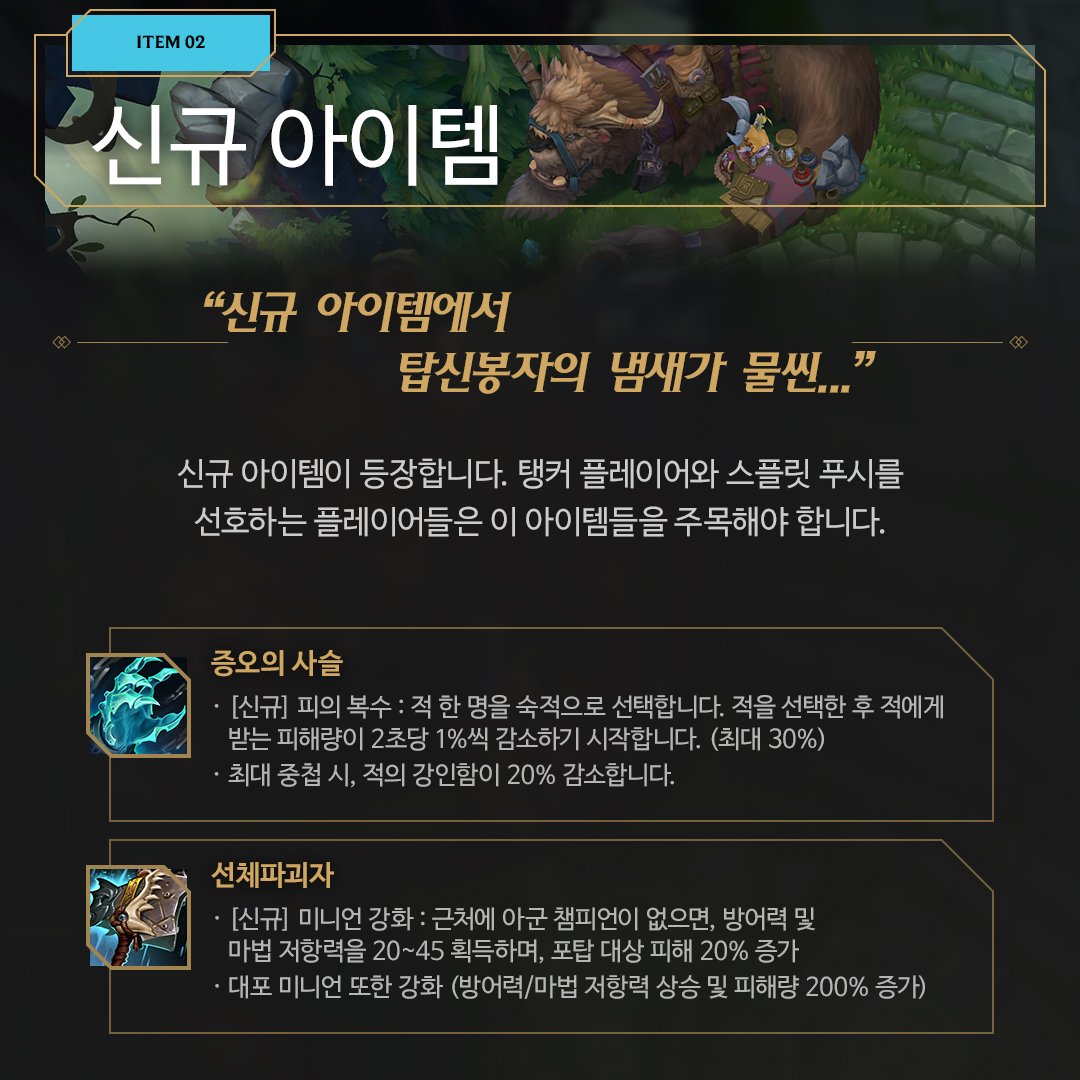 ITEM 02
신규 아이템
“신규 아이템에서
탑신봉자의 냄새가 물씬...”
신규 아이템이 등장합니다. 탱커 플레이어와 스플릿 푸시를
선호하는 플레이어들은 이 아이템들을 주목해야 합니다.
증오의 사슬
· [신규] 피의 복수 : 적 한 명을 숙적으로 선택합니다. 적을 선택한 후 적에게
받는 피해량이 2초당 1%씩 감소하기 시작합니다. (최대 30%)
· 최대 중첩 시, 적의 강인함이 20% 감소합니다.
선체파괴자
· [신규] 미니언 강화 : 근처에 아군 챔피언이 없으면, 방어력 및
마법 저항력을 20~45 획득하며, 포탑 대상 피해 20% 증가
· 대포 미니언 또한 강화 (방어력/마법 저항력 상승 및 피해량 200% 증가)